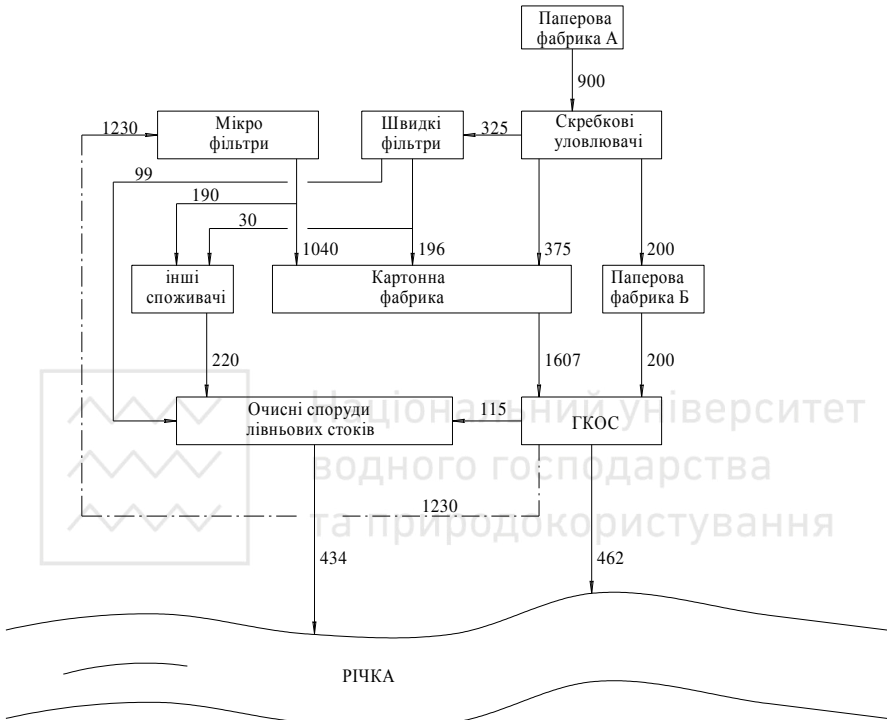 Паперова
фабрика А
900
1230
Мікро
фільтри
Швидкі
фільтри
325
Скребкові
уловлювачі
99
190
30
1040
196
375
200
інші
споживачі
Картонна
фабрика
Паперова
фабрика Б
220
1607
200
Національний університет
водного господарства
та природокористування
Очисні споруди
лівньових стоків
115
ГКОС
1230
434
462
РІЧКА